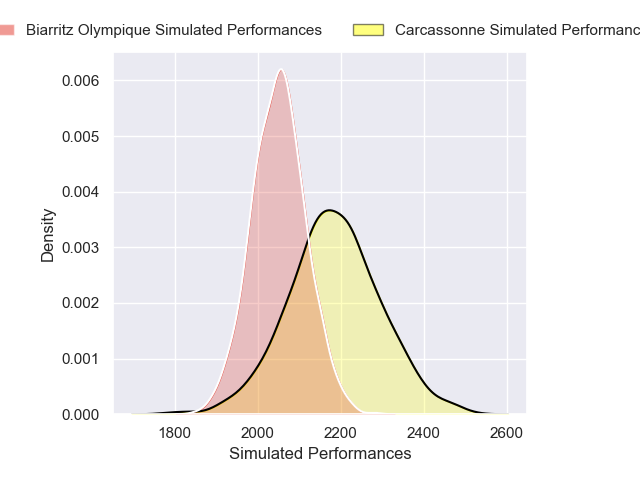 Biarritz Olympique Simulated Performances
Carcassonne Simulated Performanc
0.006
0.005
0.004
0.003
0.002
0.001
0.000
Density
1800 2000 2200 2400 2600
Simulated Performances